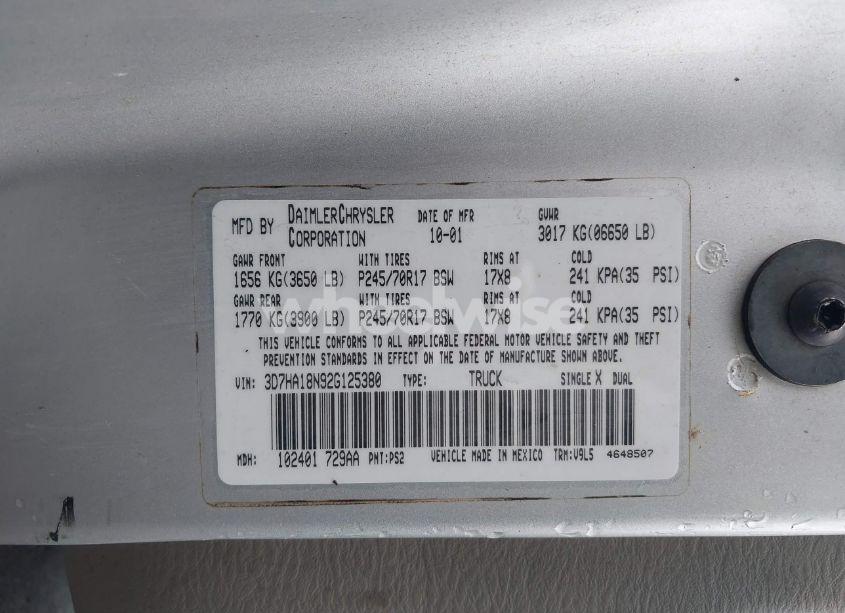 MFD BY DAIMLERCHRYSLER CORPORATION DATE OF MFR 10-01 GVWR 3017 KG(06650 LB)
GAWR FRONT WITH TIRES RIMS AT COLD
1656 KG(3650 LB) P245/70R17 BSW 17X8 241 KPA(35 PSI)
GAWR REAR WITH TIRES RIMS AT COLD
1770 KG(3900 LB) P245/70R17 BSW 17X8 241 KPA(35 PSI)
THIS VEHICLE CONFORMS TO ALL APPLICABLE FEDERAL MOTOR VEHICLE SAFETY AND THEFT
PREVENTION STANDARDS IN EFFECT ON THE DATE OF MANUFACTURE SHOWN ABOVE.
VIN: 3D7HA18N92G125380 TYPE: TRUCK SINGLE X DUAL
MDH: 102401 729AA PNT:PS2 VEHICLE MADE IN MEXICO TRM:V9L5 4648507
wheelwise